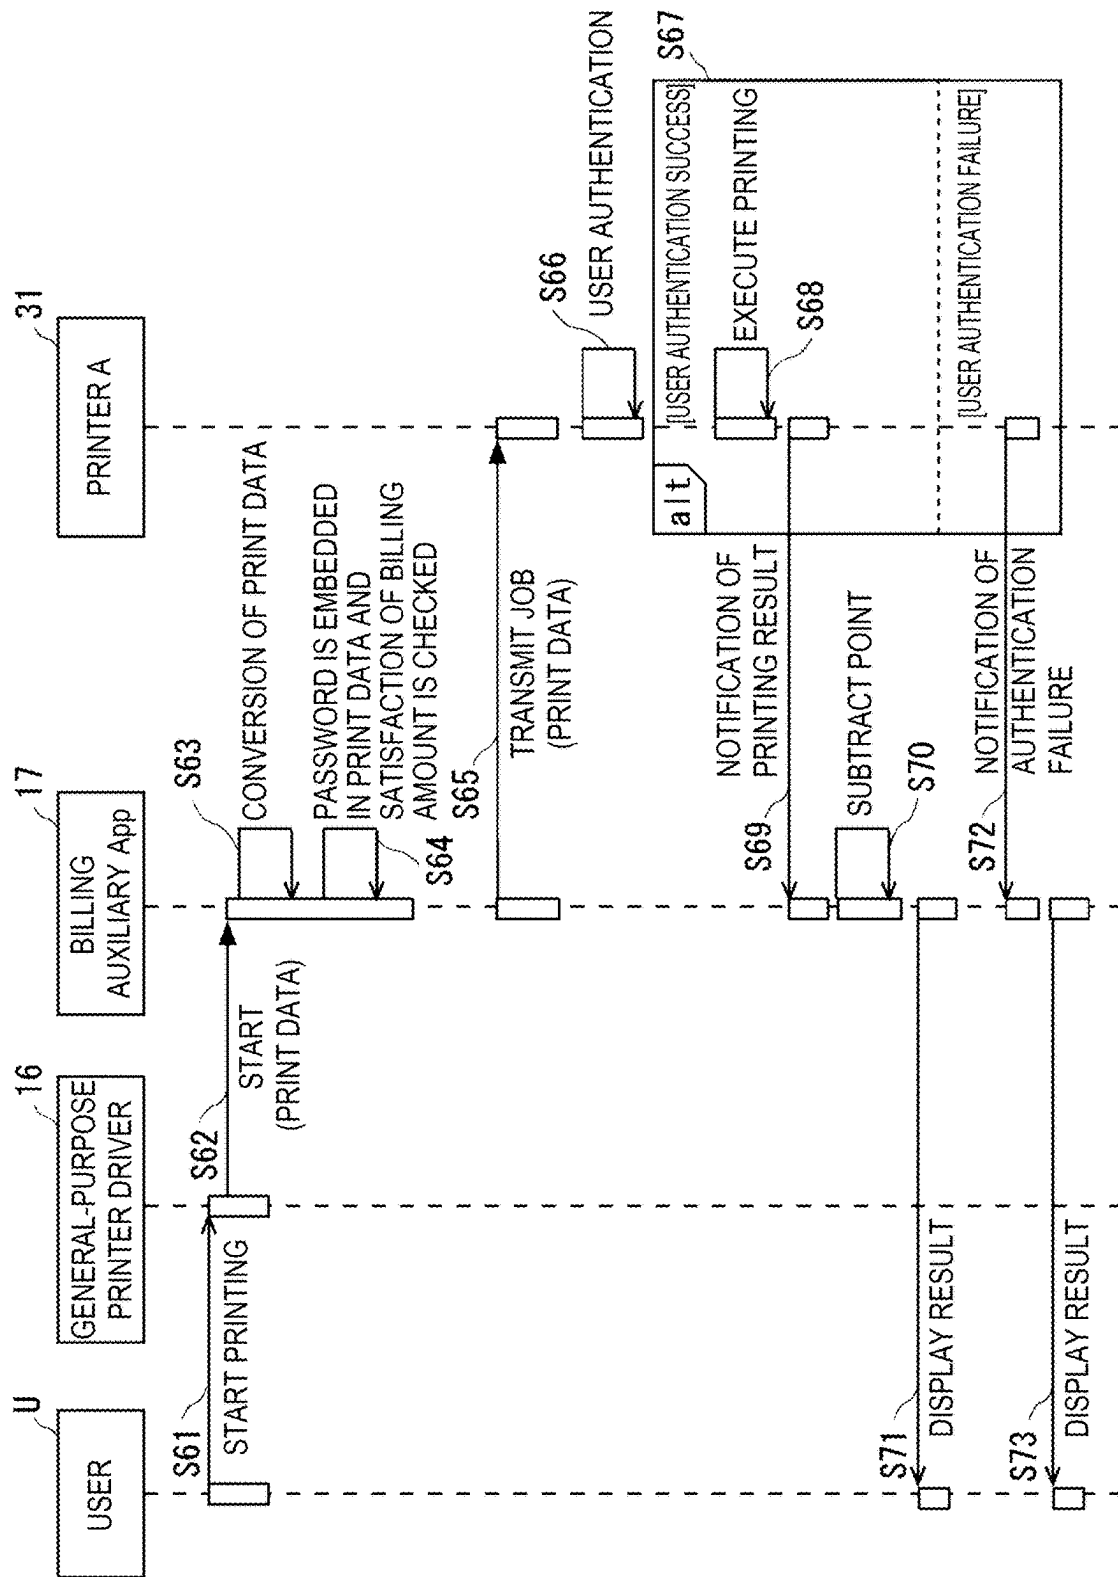 U
USER
16
GENERAL-PURPOSE
PRINTER DRIVER
17
BILLING
AUXILIARY App
31
PRINTER A
S61
START PRINTING
S62
START
(PRINT DATA)
S63
CONVERSION OF PRINT DATA
PASSWORD IS EMBEDDED
IN PRINT DATA AND
SATISFACTION OF BILLING
AMOUNT IS CHECKED
S64
S65
TRANSMIT JOB
(PRINT DATA)
S66
USER AUTHENTICATION
S67
alt
[USER AUTHENTICATION SUCCESS]
EXECUTE PRINTING
S68
NOTIFICATION OF
PRINTING RESULT
S69
SUBTRACT POINT
S70
S71
DISPLAY RESULT
[USER AUTHENTICATION FAILURE]
S72
NOTIFICATION OF
AUTHENTICATION
FAILURE
S73
DISPLAY RESULT